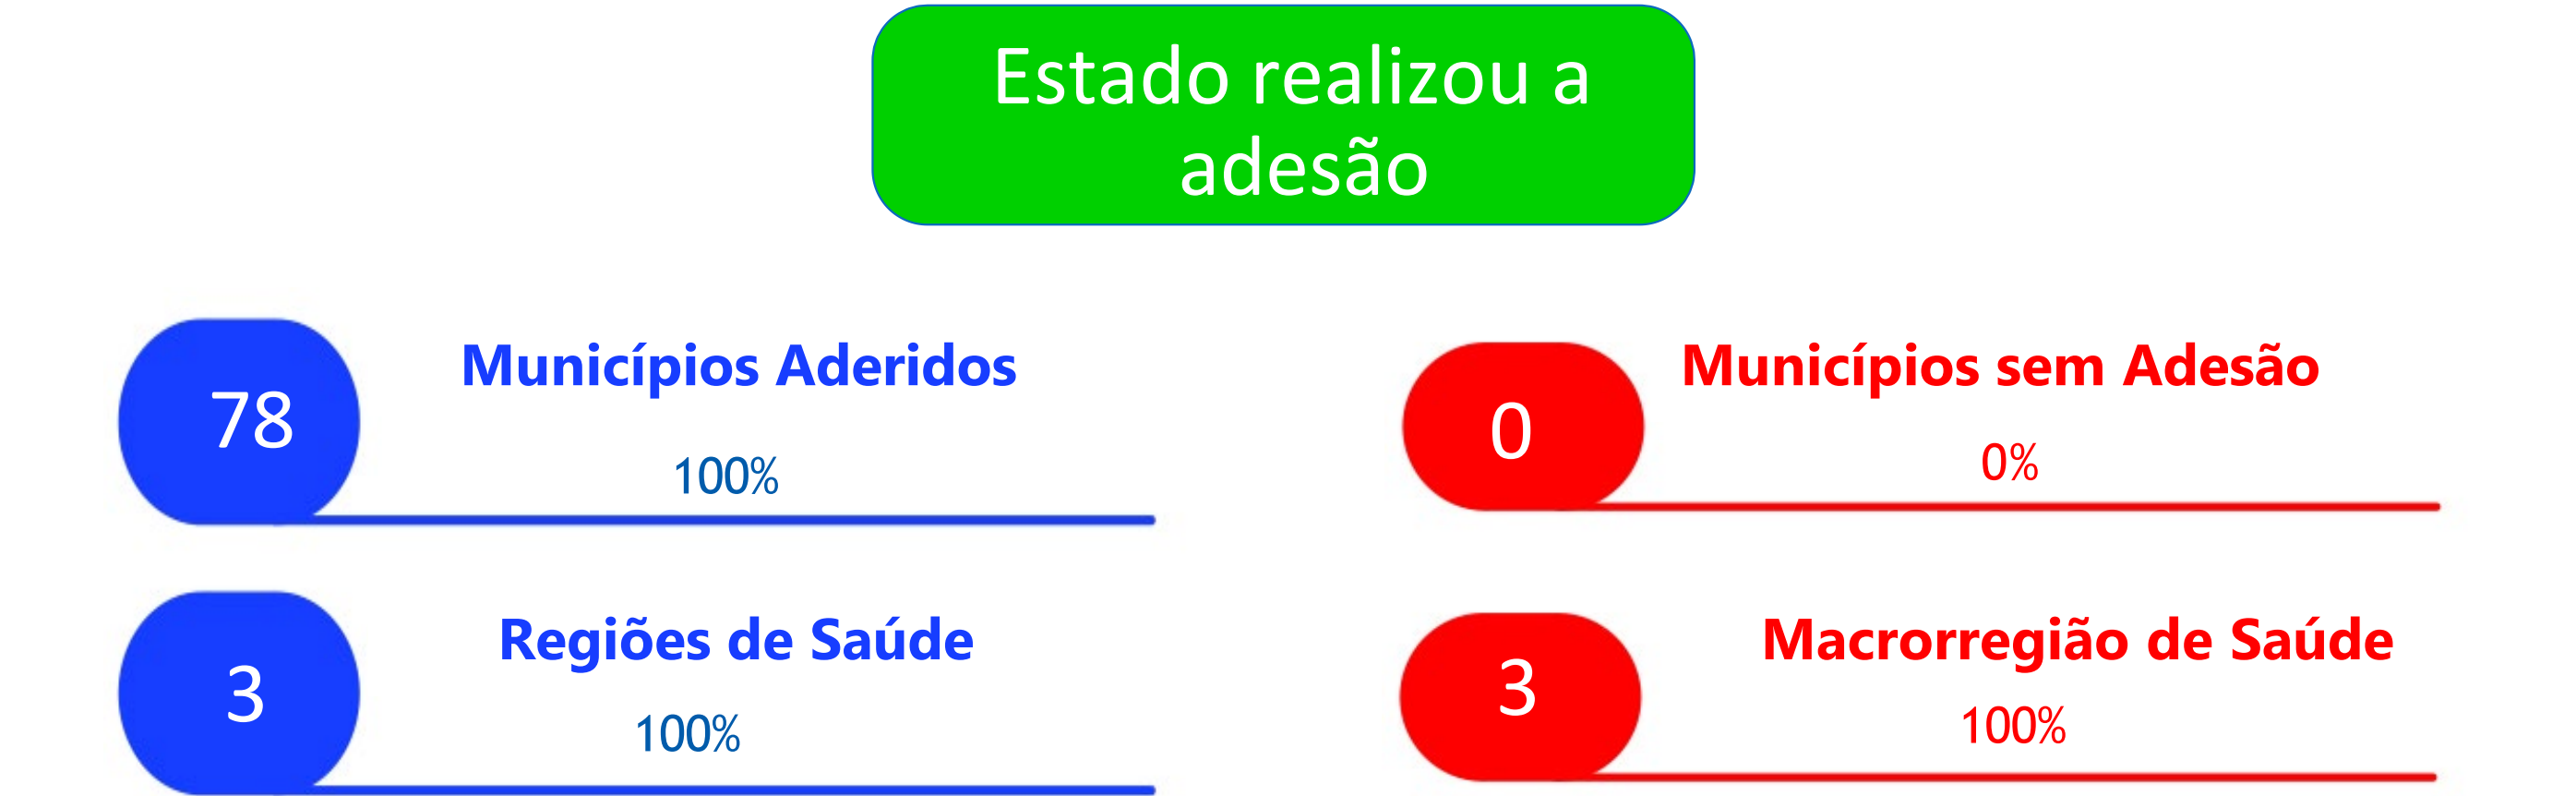 Estado realizou a
adesão
78
Municípios Aderidos
100%
0
Municípios sem Adesão
0%
3
Regiões de Saúde
100%
3
Macrorregião de Saúde
100%